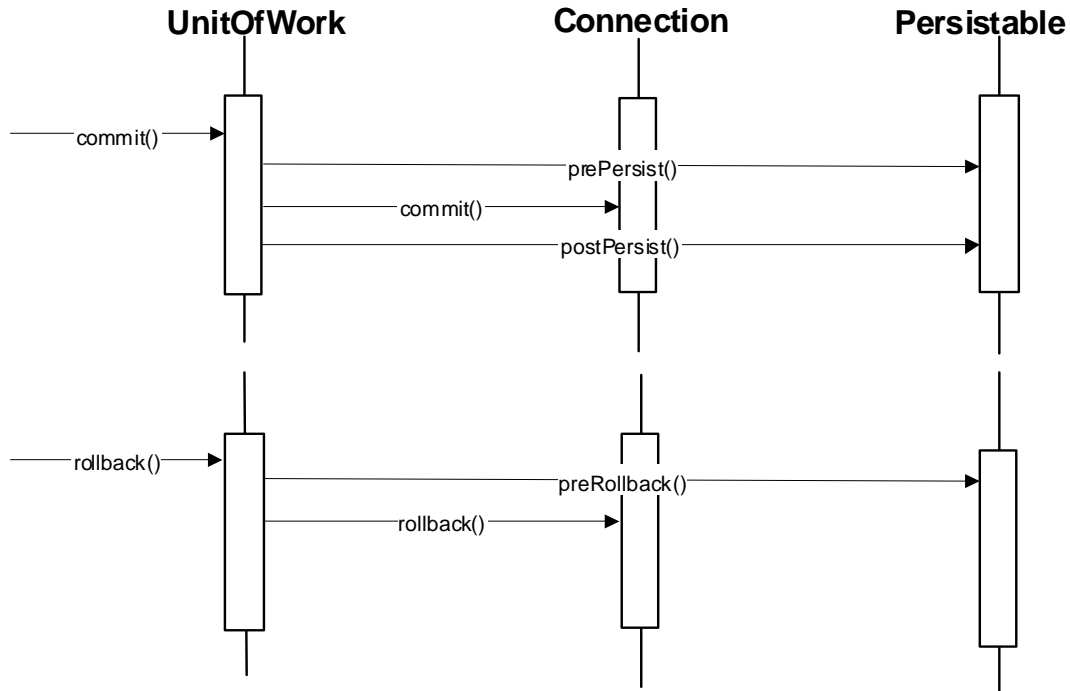 UnitOfWork
Connection
Persistable
commit()
prePersist()
commit()
postPersist()
rollback()
preRollback()
rollback()